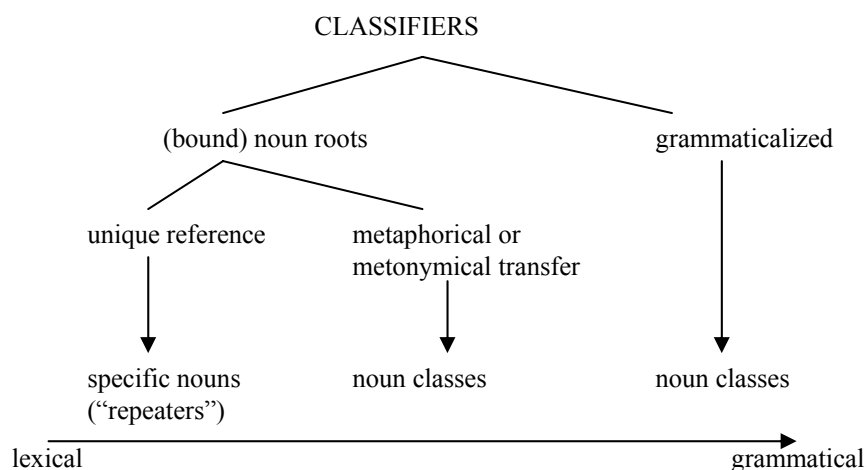 CLASSIFIERS
(bound) noun roots
grammaticalized
unique reference
metaphorical or
metonymical transfer
specific nouns
(“repeaters”)
noun classes
noun classes
lexical
grammatical